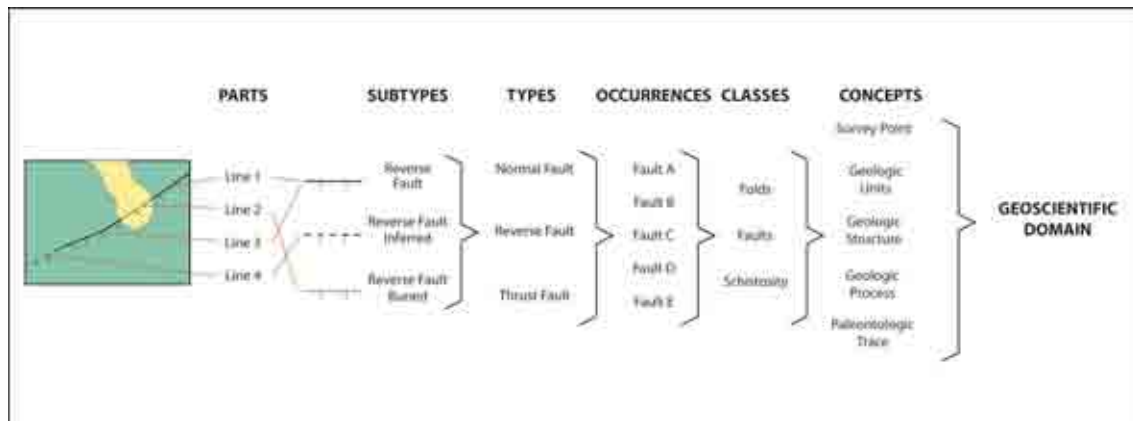 PARTS
SUBTYPES
TYPES
OCCURRENCES
CLASSES
CONCEPTS
Line 1
Line 2
Line 3
Line 4
Reverse
Fault
Reverse Fault
Inferred
Reverse Fault
Buried
Normal Fault
Reverse Fault
Thrust Fault
Fault A
Fault B
Fault C
Fault D
Fault E
Folds
Faults
Schistosity
Survey Point
Geologic
Units
Geologic
Structure
Geologic
Process
Paleontologic
Trace
GEOSCIENTIFIC
DOMAIN